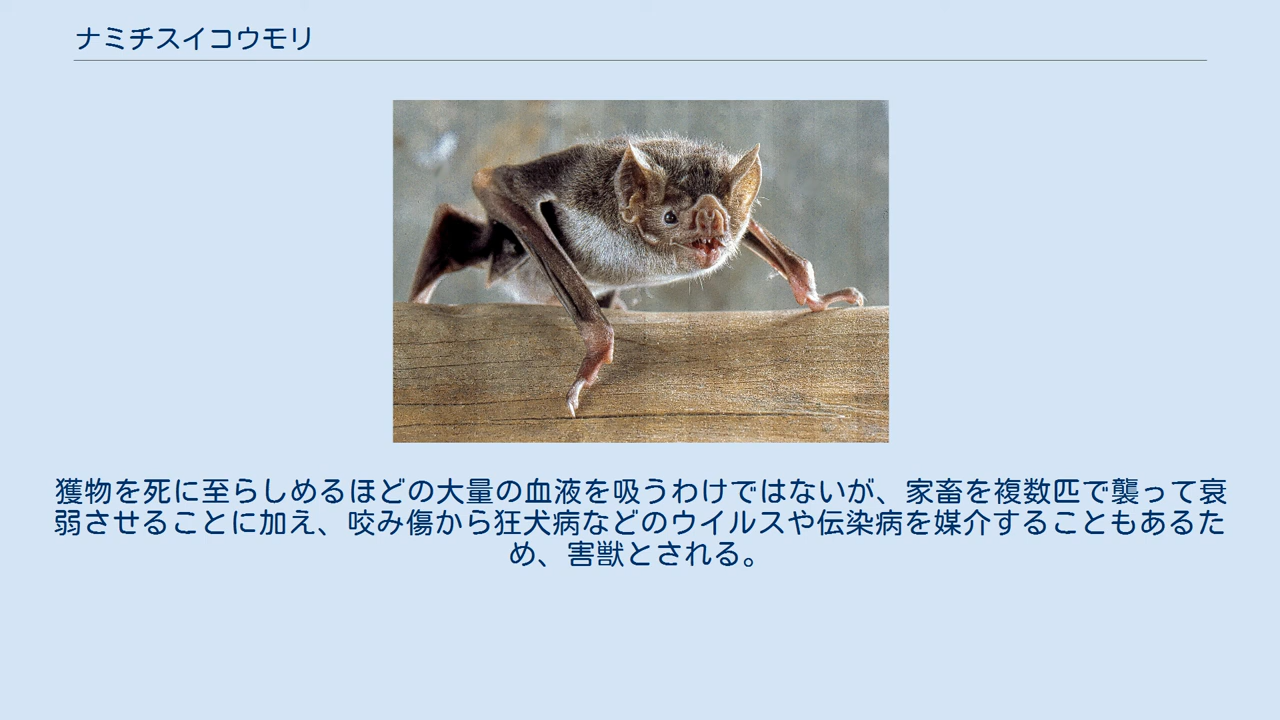 ナミチスイコウモリ
獲物を死に至らしめるほどの大量の血液を吸うわけではないが、家畜を複数匹で襲って衰
弱させることに加え、咬み傷から狂犬病などのウイルスや伝染病を媒介することもあるた
め、害獣とされる。